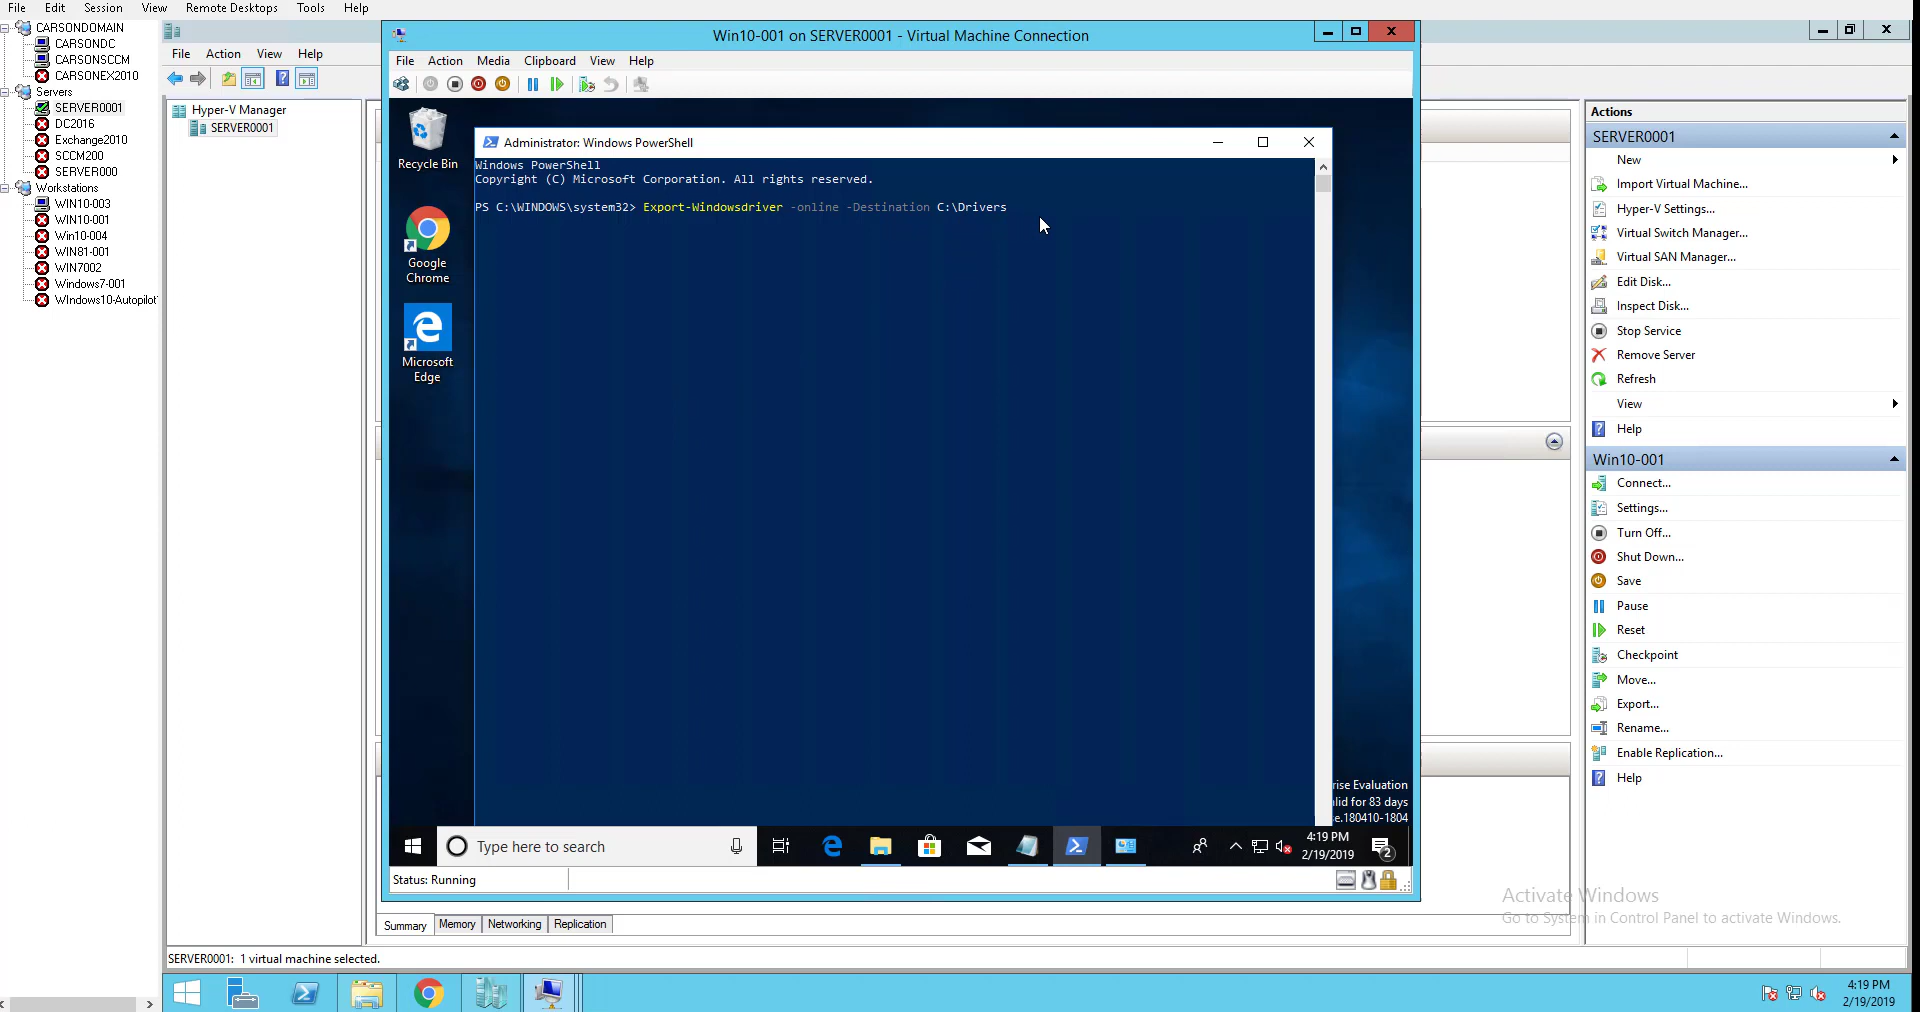 File Edit Session View Remote Desktops Tools Help
CARSONDOMAIN
CARSONDC
CARSONSCCM
CARSONEX2010
Servers
SERVER0001
DC2016
Exchange2010
SCCM200
SERVER000
Workstations
WIN10-003
WIN10-001
Win10-004
WIN81-001
WIN7002
Windows7-001
WIndows10-Autopilot
File Action View Help
Hyper-V Manager
SERVER0001
Win10-001 on SERVER0001 - Virtual Machine Connection
File Action Media Clipboard View Help
Recycle Bin
Google
Chrome
Microsoft
Edge
Administrator: Windows PowerShell
Windows PowerShell
Copyright (C) Microsoft Corporation. All rights reserved.
PS C:\WINDOWS\system32> Export-Windowsdriver -online -Destination C:\Drivers
rise Evaluation
lid for 83 days
e.180410-1804
Type here to search
4:19 PM
2/19/2019
2
Status: Running
Summary Memory Networking Replication
SERVER0001: 1 virtual machine selected.
Actions
SERVER0001
New
Import Virtual Machine...
Hyper-V Settings...
Virtual Switch Manager...
Virtual SAN Manager...
Edit Disk...
Inspect Disk...
Stop Service
Remove Server
Refresh
View
Help
Win10-001
Connect...
Settings...
Turn Off...
Shut Down...
Save
Pause
Reset
Checkpoint
Move...
Export...
Rename...
Enable Replication...
Help
Activate Windows
Go to System in Control Panel to activate Windows.
4:19 PM
2/19/2019